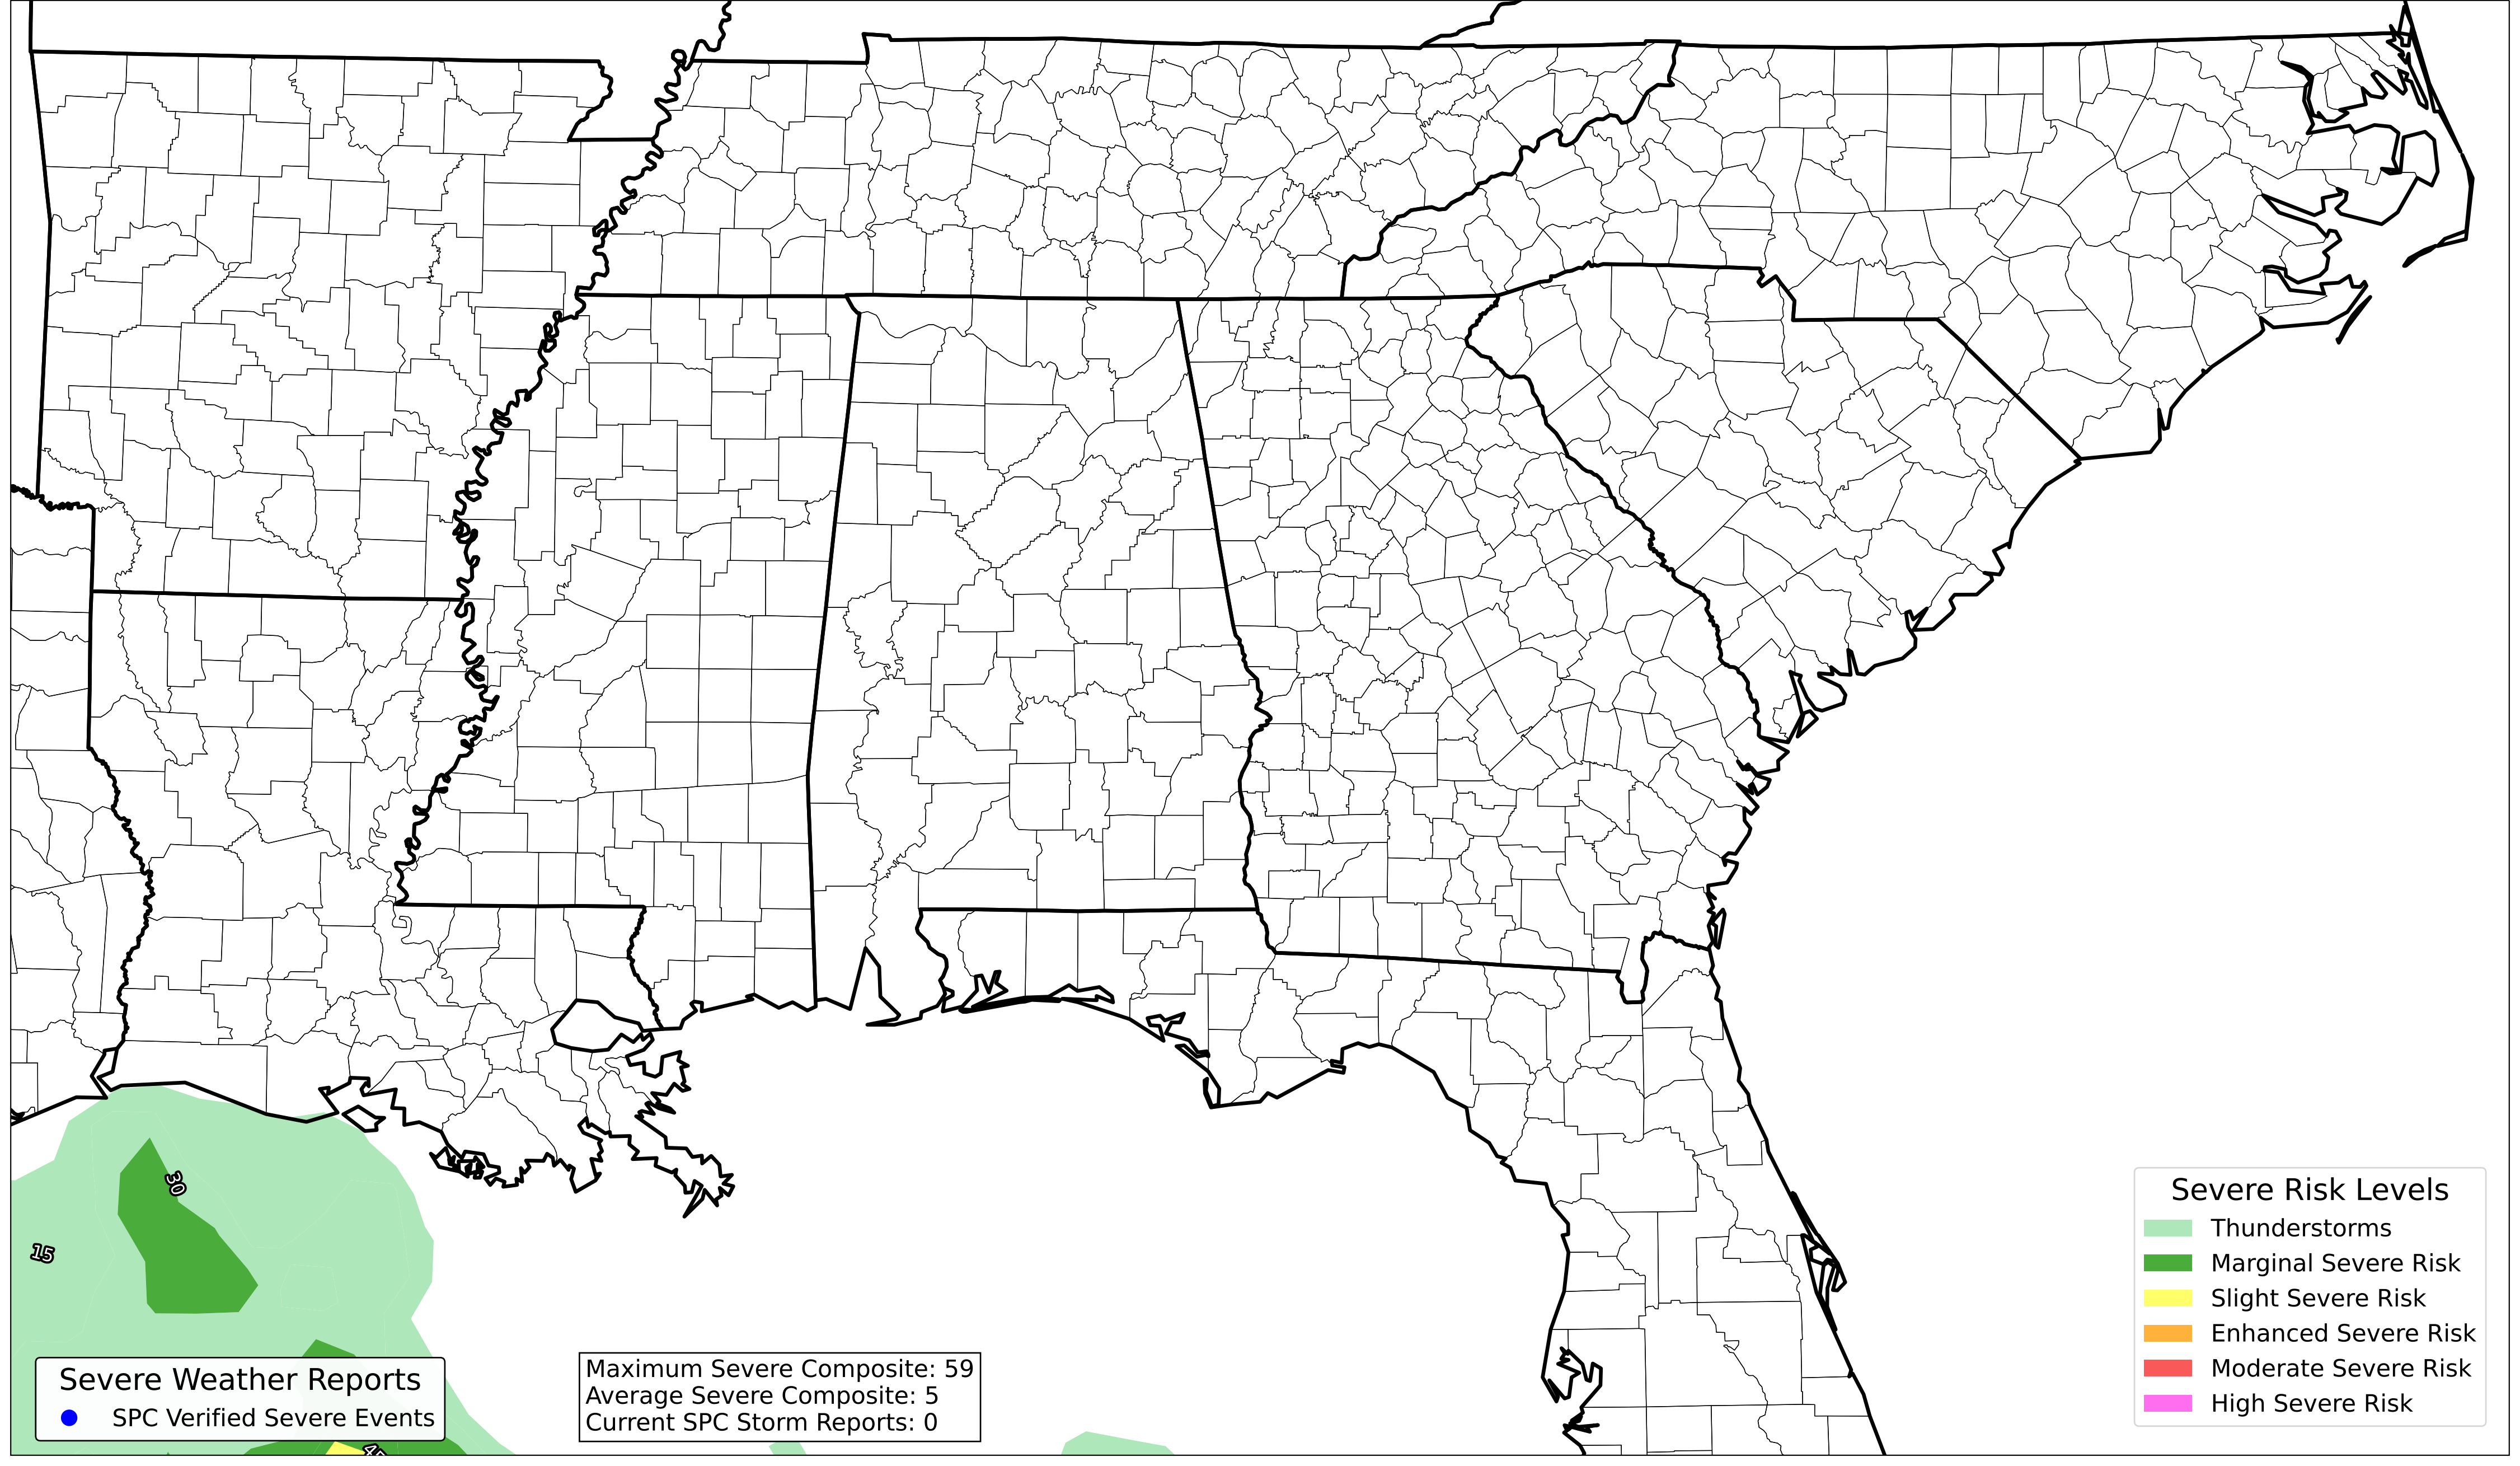 30
15
Severe Weather Reports
SPC Verified Severe Events
Maximum Severe Composite: 59
Average Severe Composite: 5
Current SPC Storm Reports: 0
Severe Risk Levels
Thunderstorms
Marginal Severe Risk
Slight Severe Risk
Enhanced Severe Risk
Moderate Severe Risk
High Severe Risk